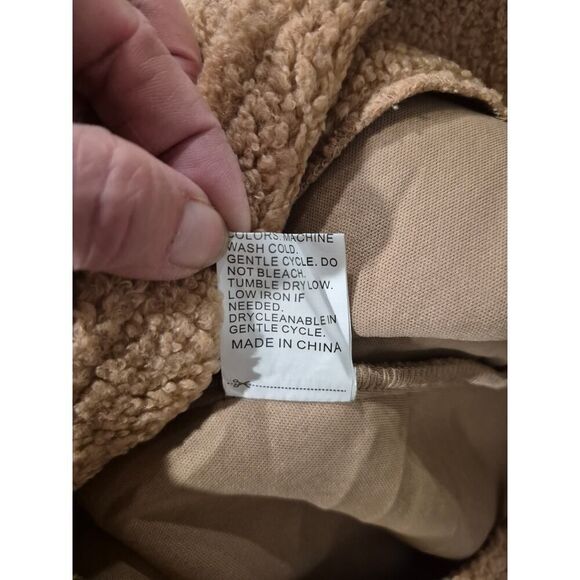 COLORS. MACHINE
WASH COLD.
GENTLE CYCLE. DO
NOT BLEACH.
TUMBLE DRY LOW.
LOW IRON IF
NEEDED.
DRYCLEANABLE IN
GENTLE CYCLE.
MADE IN CHINA